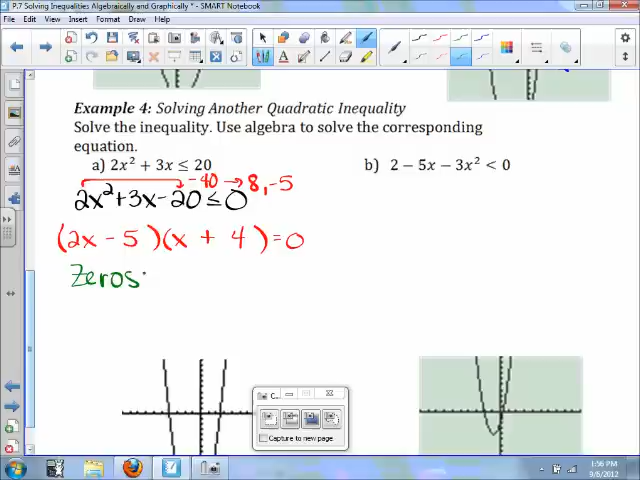 P.7 Solving Inequalities Algebraically and Graphically * - SMART Notebook
File Edit View Insert Format Tools Draw Help
Example 4: Solving Another Quadratic Inequality
Solve the inequality. Use algebra to solve the corresponding
equation.
a) 2x² + 3x ≤ 20
b) 2 − 5x − 3x² < 0
-40 → 8, -5
2x²+3x-20 ≤ 0
(2x - 5 )(x + 4 ) = 0
Zeros
C...
Capture to new page
1:56 PM
9/6/2012